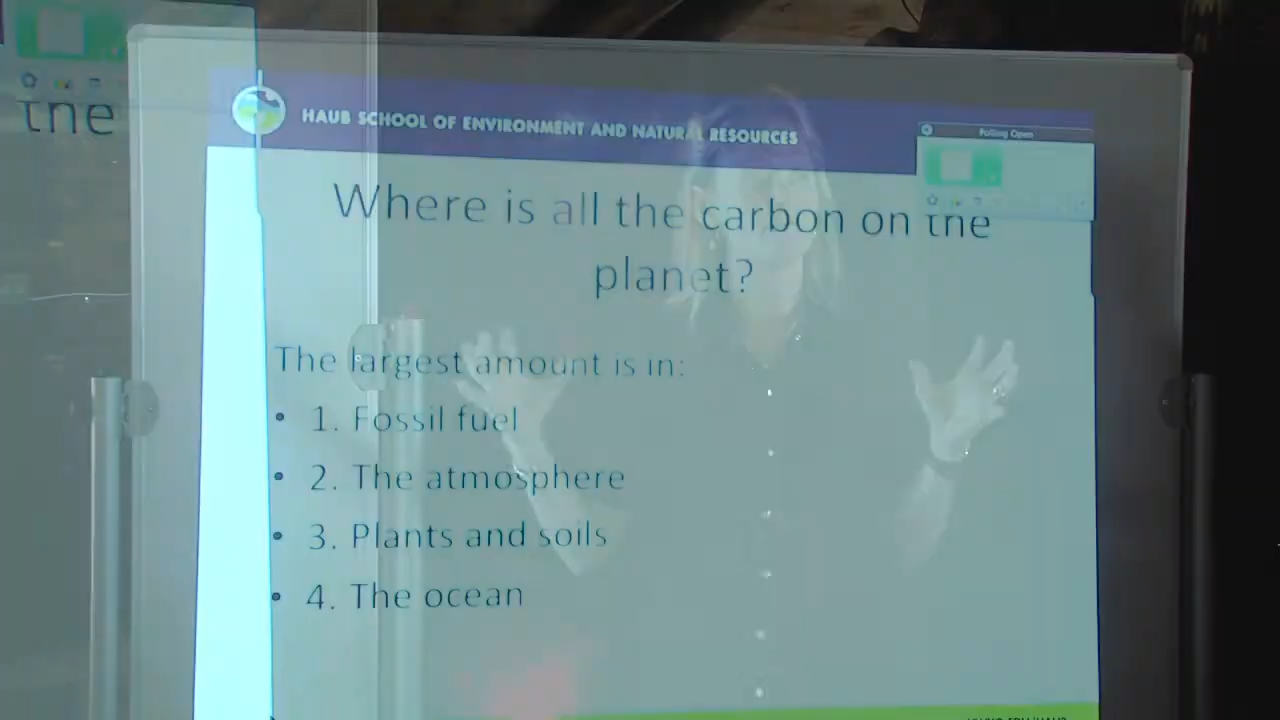 the
HAUB SCHOOL OF ENVIRONMENT AND NATURAL RESOURCES
Polling Open
Where is all the carbon on the
planet?
The largest amount is in:
• 1. Fossil fuel
• 2. The atmosphere
• 3. Plants and soils
• 4. The ocean